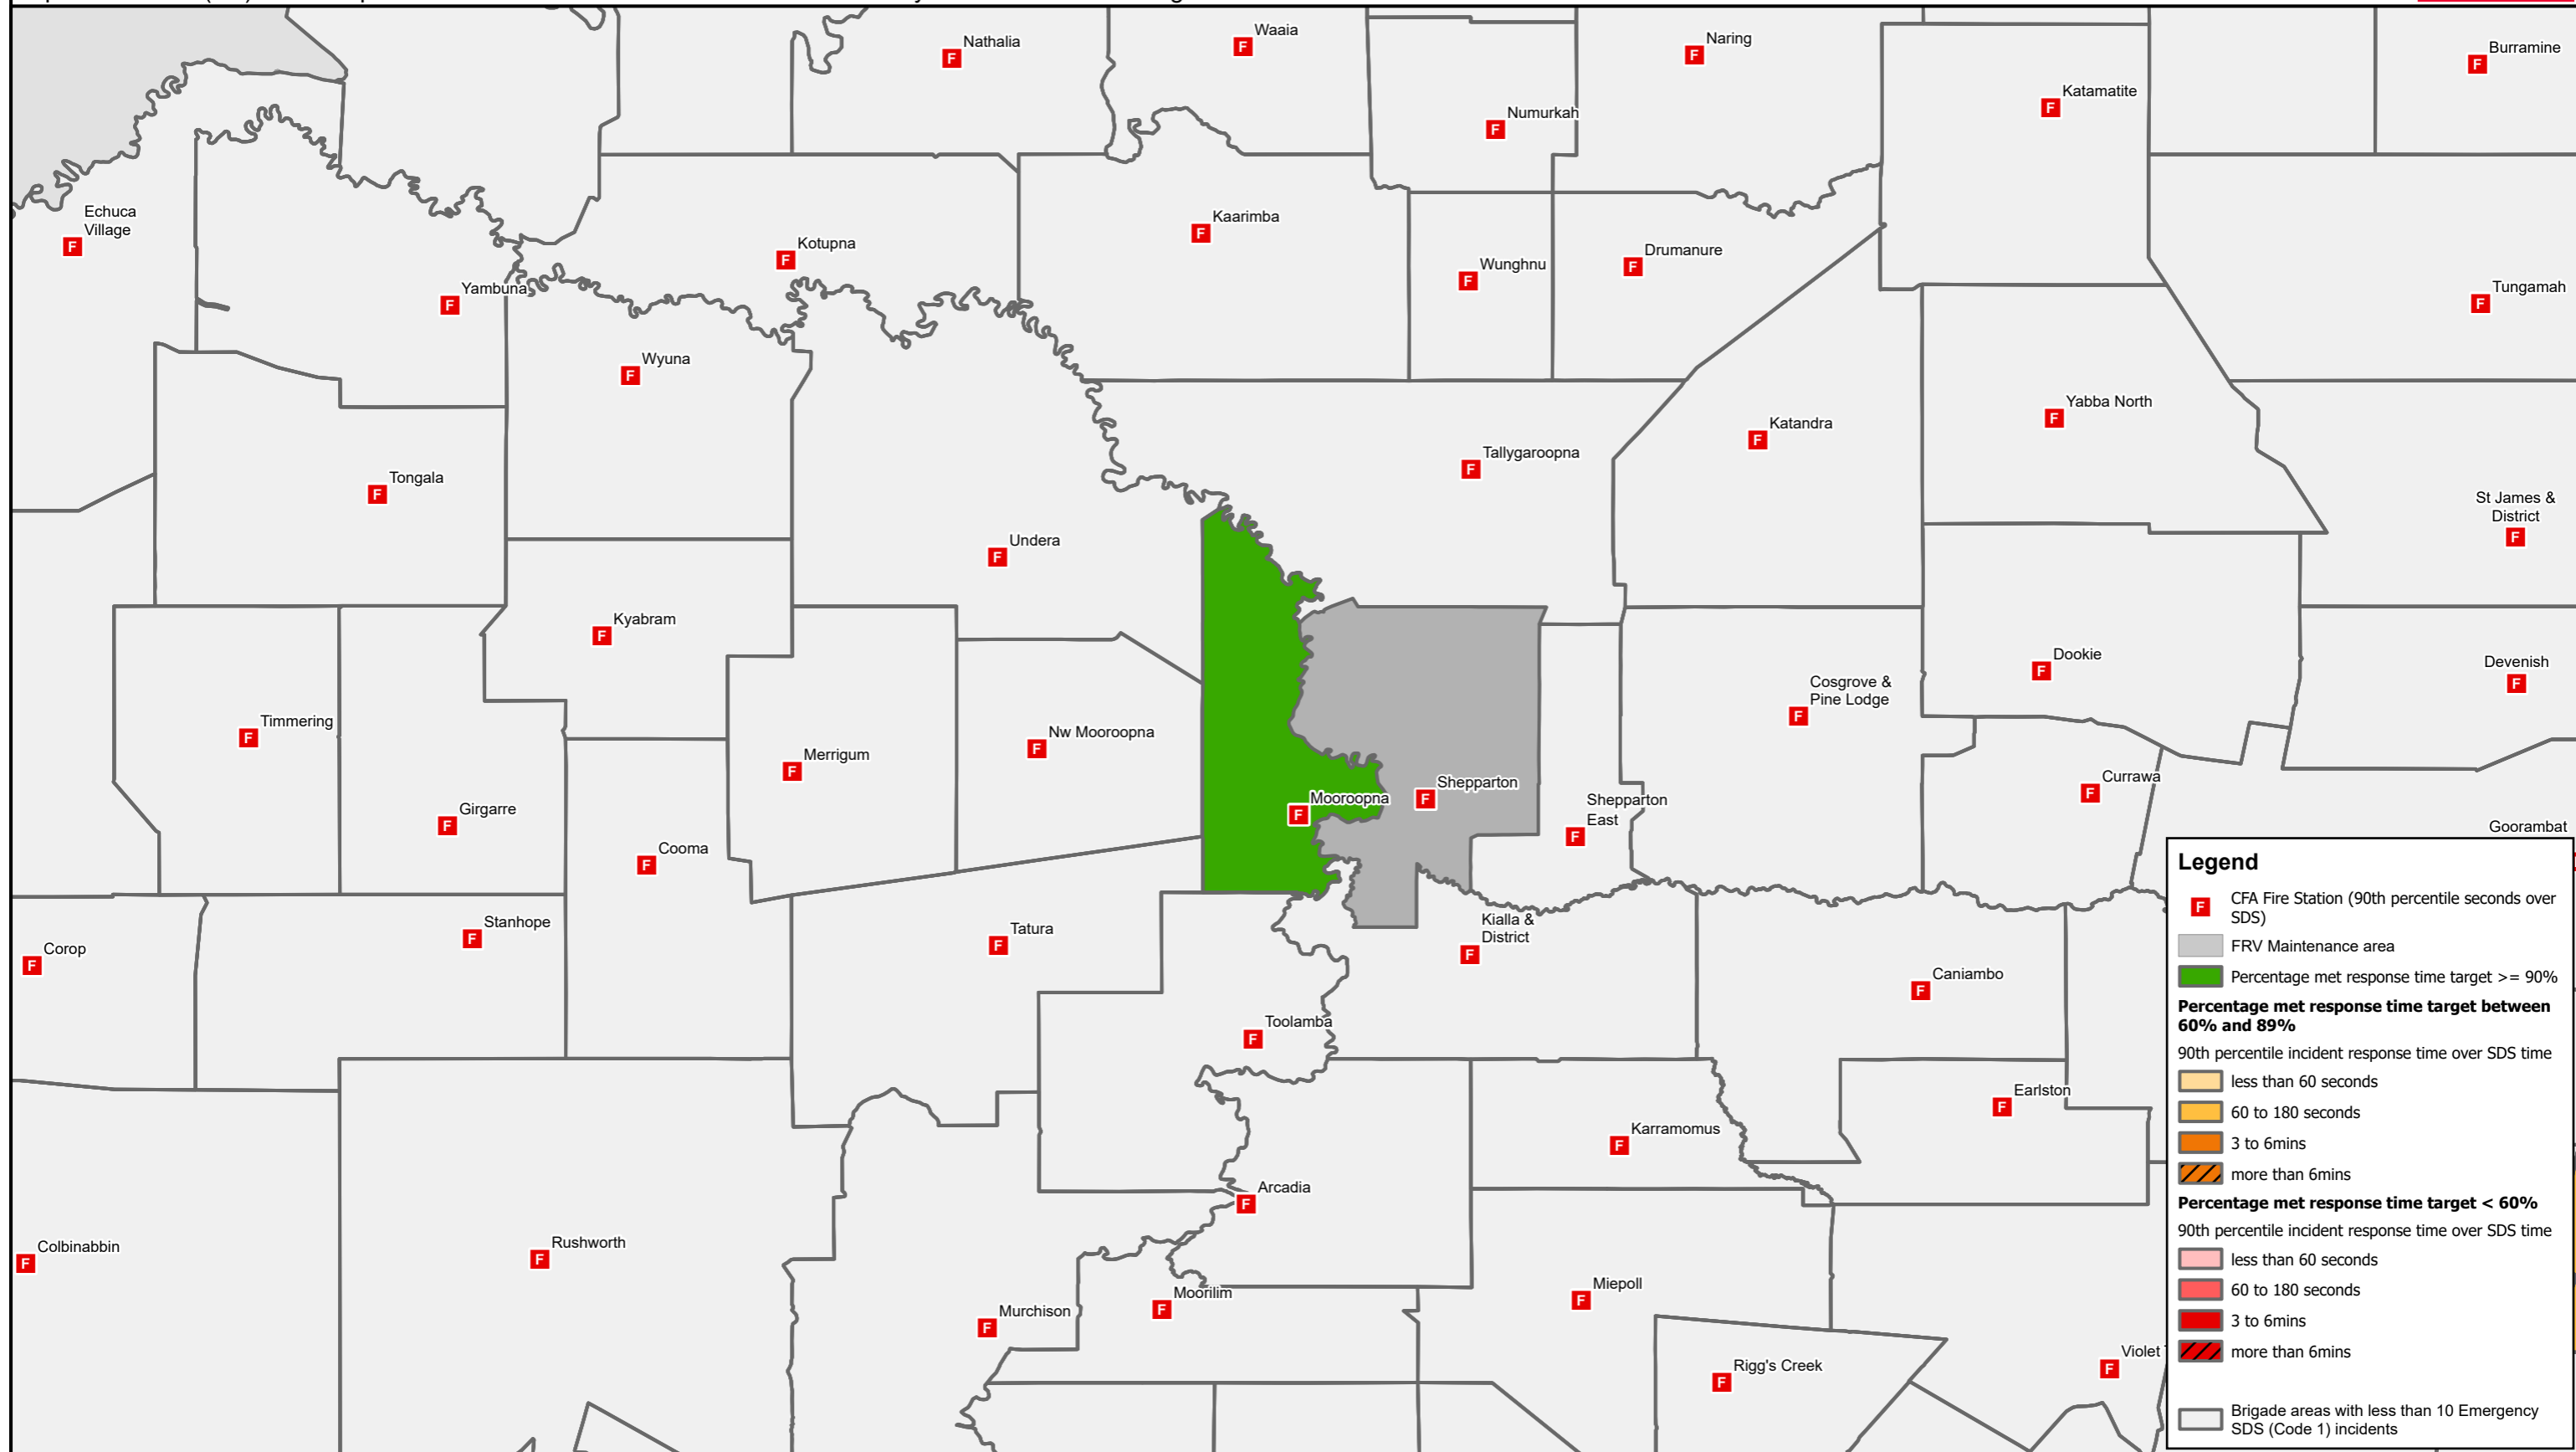 Nathalia
Waaia
Naring
Burramine
Katamatite
Numurkah
Echuca
Village
Kaarimba
Kotupna
Drumanure
Wunghnu
Yambuna
Tungamah
Wyuna
Yabba North
Katandra
Tallygaroopna
Tongala
St James &
District
Undera
Kyabram
Dookie
Devenish
Cosgrove &
Pine Lodge
Timmering
Nw Mooroopna
Merrigum
Currawa
Shepparton
Mooroopna
Shepparton
East
Girgarre
Goorambat
Cooma
Stanhope
Kialla &
District
Tatura
Corop
Caniambo
Toolamba
Earlston
Karramomus
Arcadia
Rushworth
Colbinabbin
Miepoll
Moorilim
Murchison
Violet
Rigg's Creek
Legend
F CFA Fire Station (90th percentile seconds over
SDS)
FRV Maintenance area
Percentage met response time target >= 90%
Percentage met response time target between
60% and 89%
90th percentile incident response time over SDS time
less than 60 seconds
60 to 180 seconds
3 to 6mins
more than 6mins
Percentage met response time target < 60%
90th percentile incident response time over SDS time
less than 60 seconds
60 to 180 seconds
3 to 6mins
more than 6mins
Brigade areas with less than 10 Emergency
SDS (Code 1) incidents